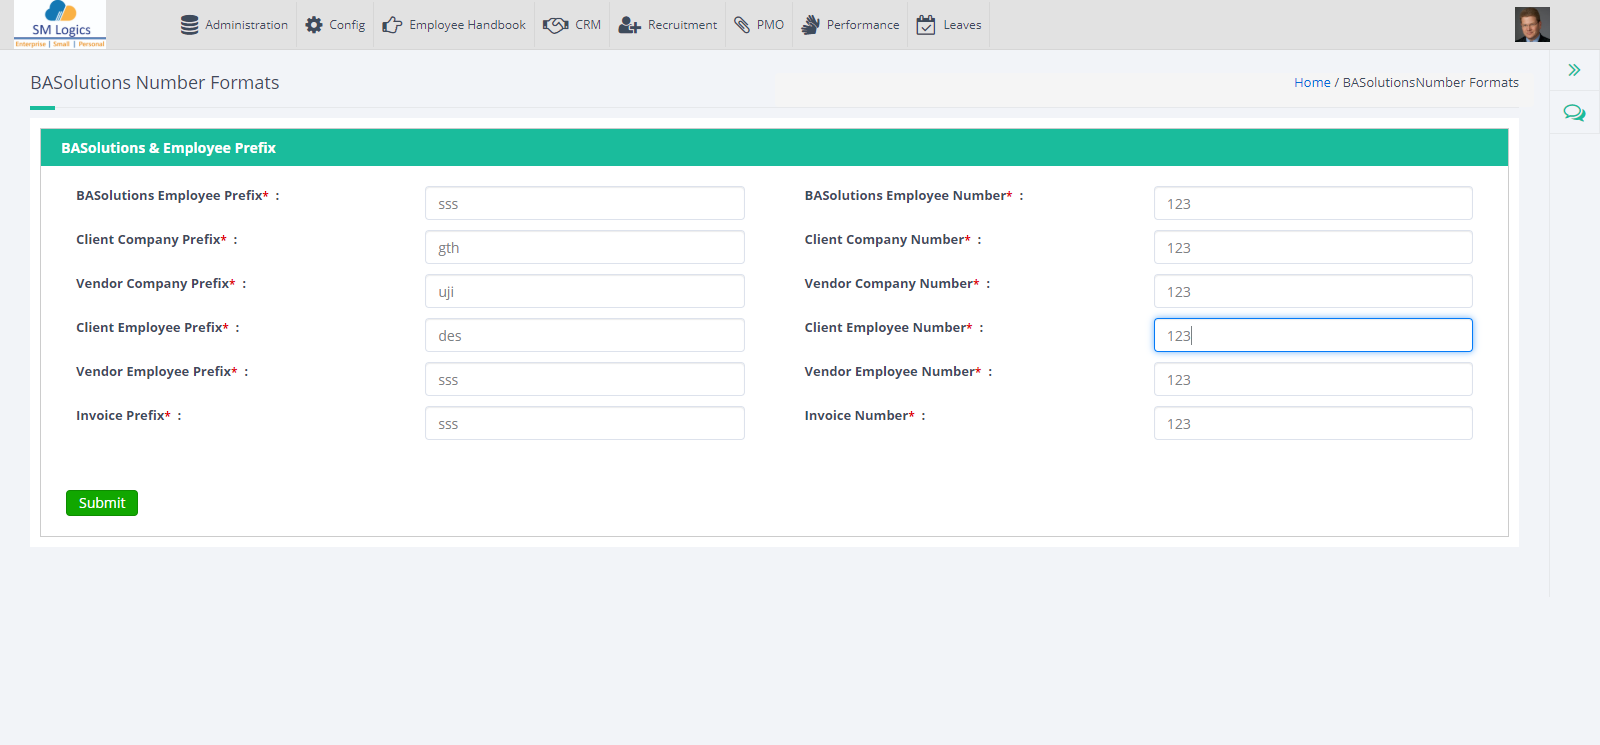 SM Logics
Enterprise | Small | Personal
Administration Config Employee Handbook CRM Recruitment PMO Performance Leaves
BASolutions Number Formats
Home / BASolutionsNumber Formats
BASolutions & Employee Prefix
BASolutions Employee Prefix* : sss BASolutions Employee Number* : 123
Client Company Prefix* : gth Client Company Number* : 123
Vendor Company Prefix* : uji Vendor Company Number* : 123
Client Employee Prefix* : des Client Employee Number* : 123
Vendor Employee Prefix* : sss Vendor Employee Number* : 123
Invoice Prefix* : sss Invoice Number* : 123
Submit